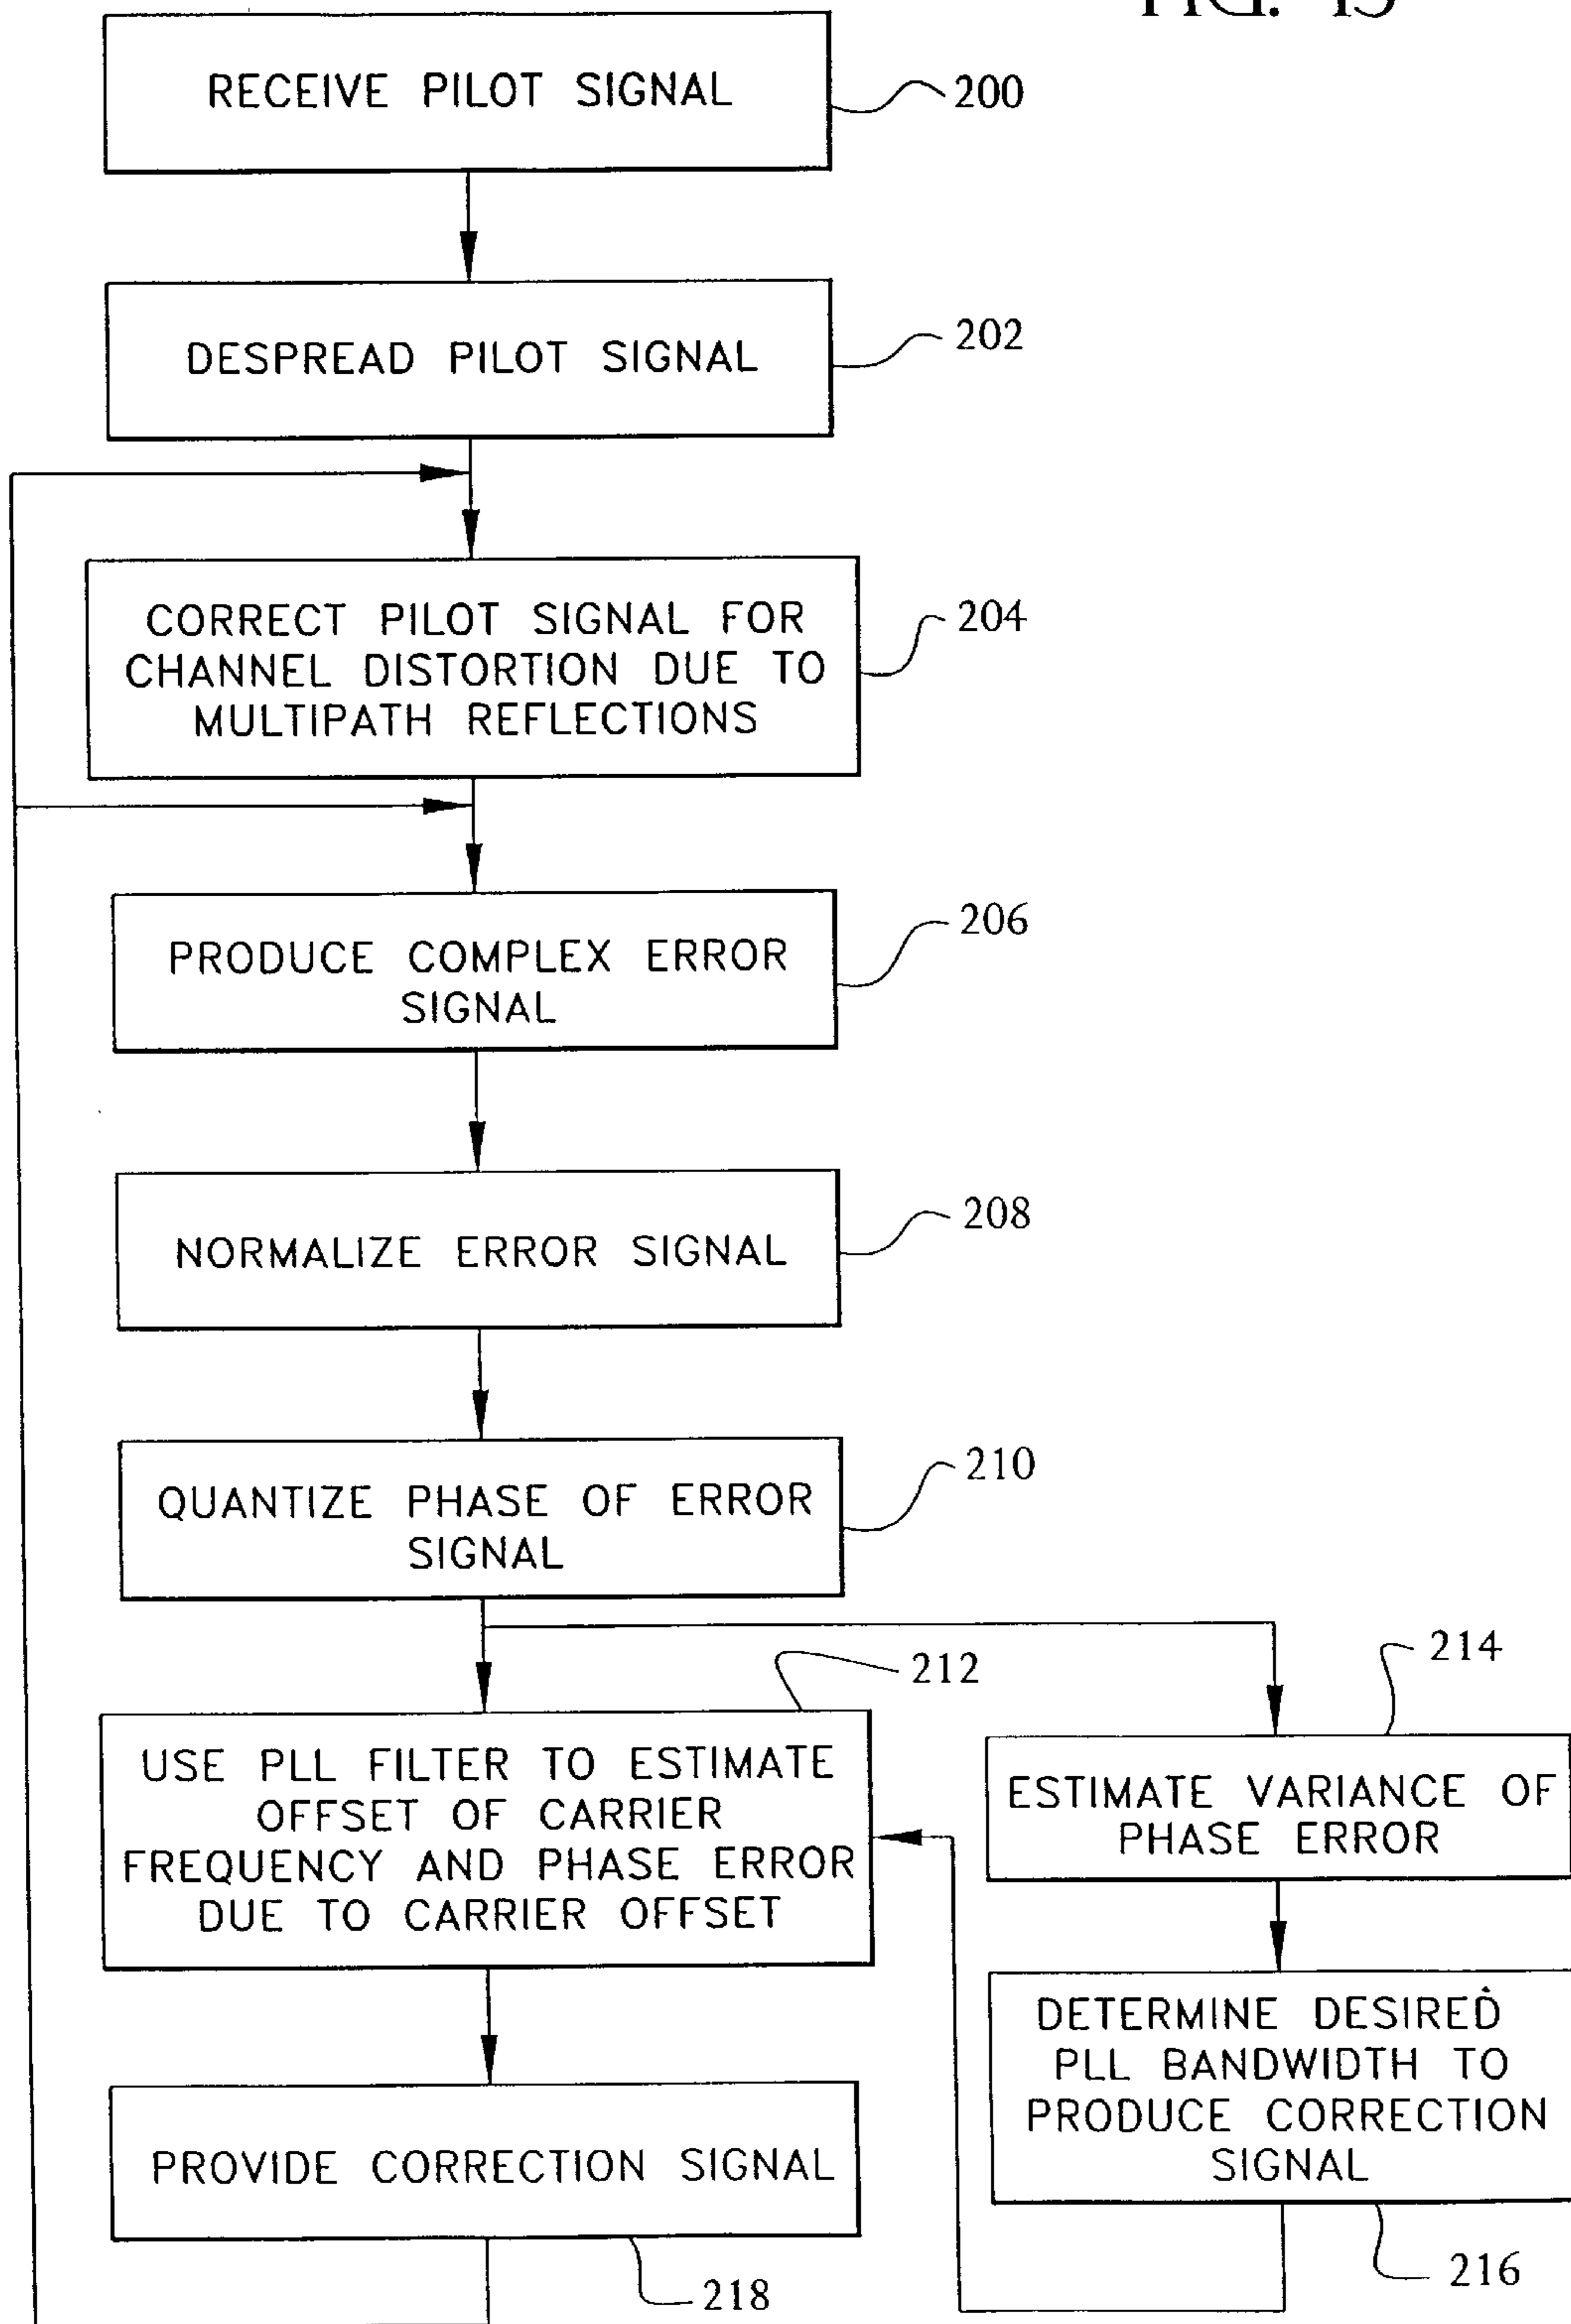 RECEIVE PILOT SIGNAL
200
DESPREAD PILOT SIGNAL
202
CORRECT PILOT SIGNAL FOR
CHANNEL DISTORTION DUE TO
MULTIPATH REFLECTIONS
204
PRODUCE COMPLEX ERROR
SIGNAL
206
NORMALIZE ERROR SIGNAL
208
QUANTIZE PHASE OF ERROR
SIGNAL
210
USE PLL FILTER TO ESTIMATE
OFFSET OF CARRIER
FREQUENCY AND PHASE ERROR
DUE TO CARRIER OFFSET
212
ESTIMATE VARIANCE OF
PHASE ERROR
214
DETERMINE DESIRED
PLL BANDWIDTH TO
PRODUCE CORRECTION
SIGNAL
216
PROVIDE CORRECTION SIGNAL
218